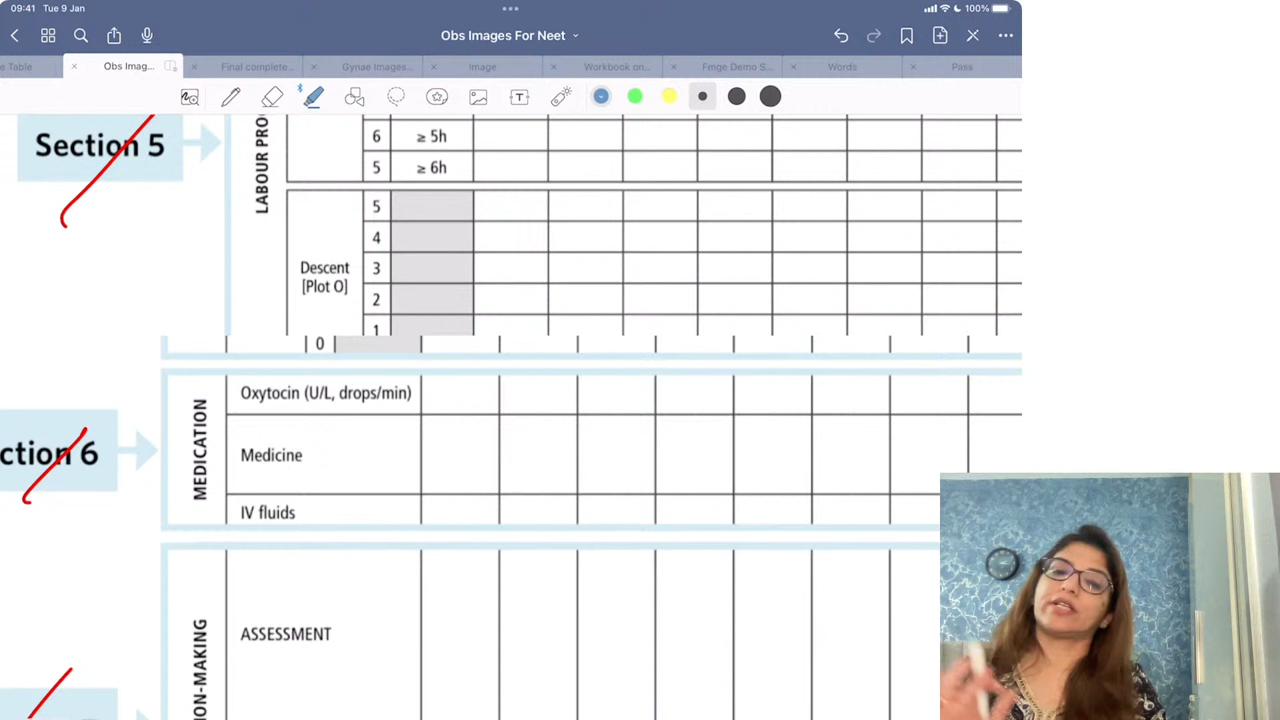 09:41 Tue 9 Jan
100%
Obs Images For Neet
e Table
Obs Imag...
Final complete..
Gynae Images..
Image
Workbook on..
Fmge Demo S...
Words
Pass
Section 5
LABOUR PRO
6 ≥ 5h
5 ≥ 6h
Descent
[Plot O]
5
4
3
2
1
0
ction 6
MEDICATION
Oxytocin (U/L, drops/min)
Medicine
IV fluids
ON-MAKING
ASSESSMENT